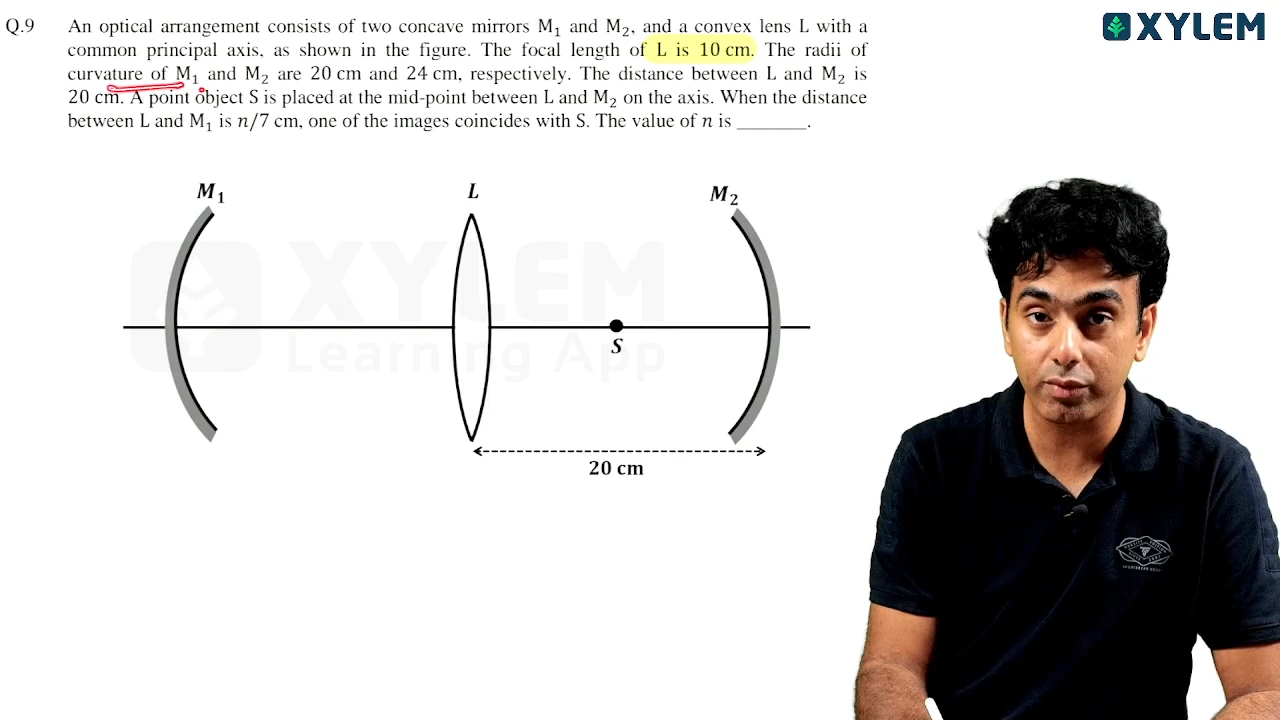 XYLEM
Q.9 An optical arrangement consists of two concave mirrors M₁ and M₂, and a convex lens L with a
common principal axis, as shown in the figure. The focal length of L is 10 cm. The radii of
curvature of M₁ and M₂ are 20 cm and 24 cm, respectively. The distance between L and M₂ is
20 cm. A point object S is placed at the mid-point between L and M₂ on the axis. When the distance
between L and M₁ is n/7 cm, one of the images coincides with S. The value of n is ________.
M₁ L M₂
XYLEM
Learning App
S
20 cm